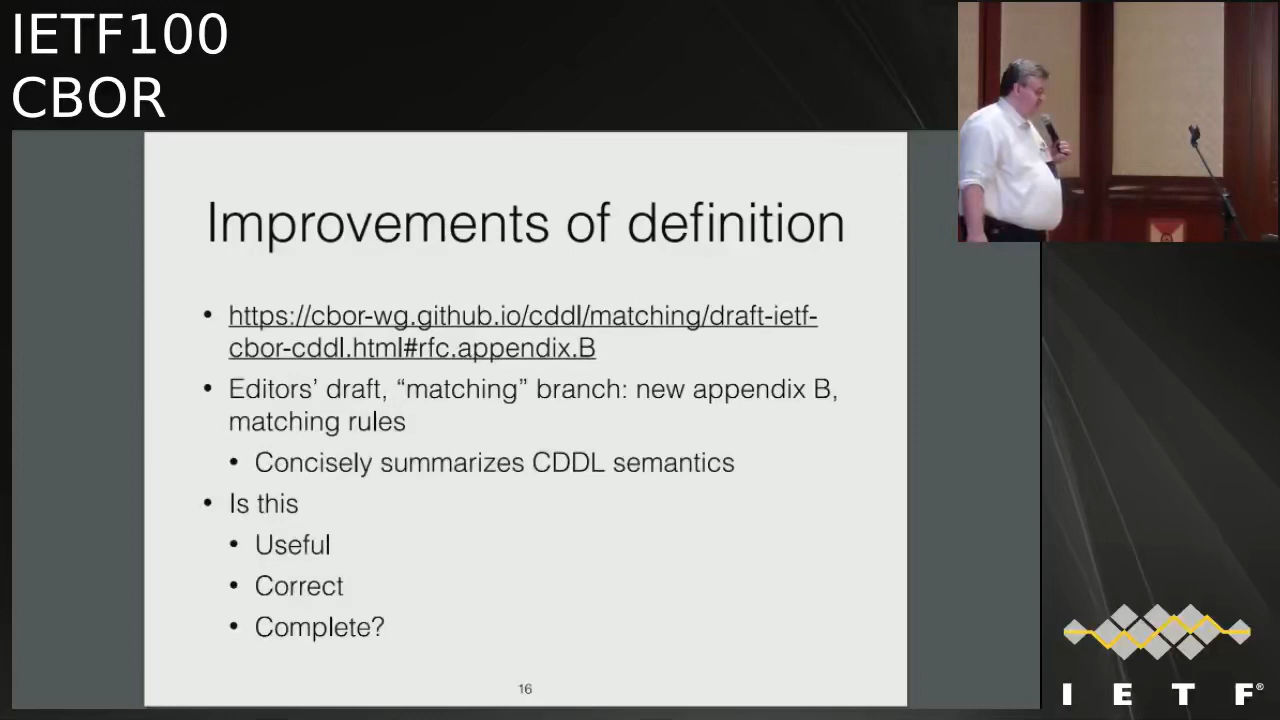 IETF100
CBOR
Improvements of definition
• https://cbor-wg.github.io/cddl/matching/draft-ietf-
cbor-cddl.html#rfc.appendix.B
• Editors’ draft, “matching” branch: new appendix B,
matching rules
• Concisely summarizes CDDL semantics
• Is this
• Useful
• Correct
• Complete?
16
I E T F®